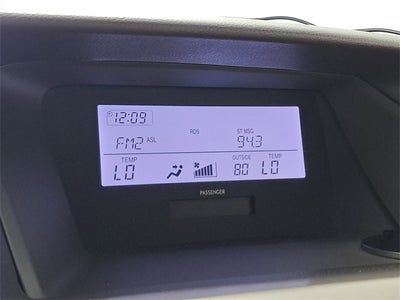 12:09
RDS ST MSG
FM2 ASL 94.3
TEMP OUTSIDE TEMP
LO 80 LO
PASSENGER